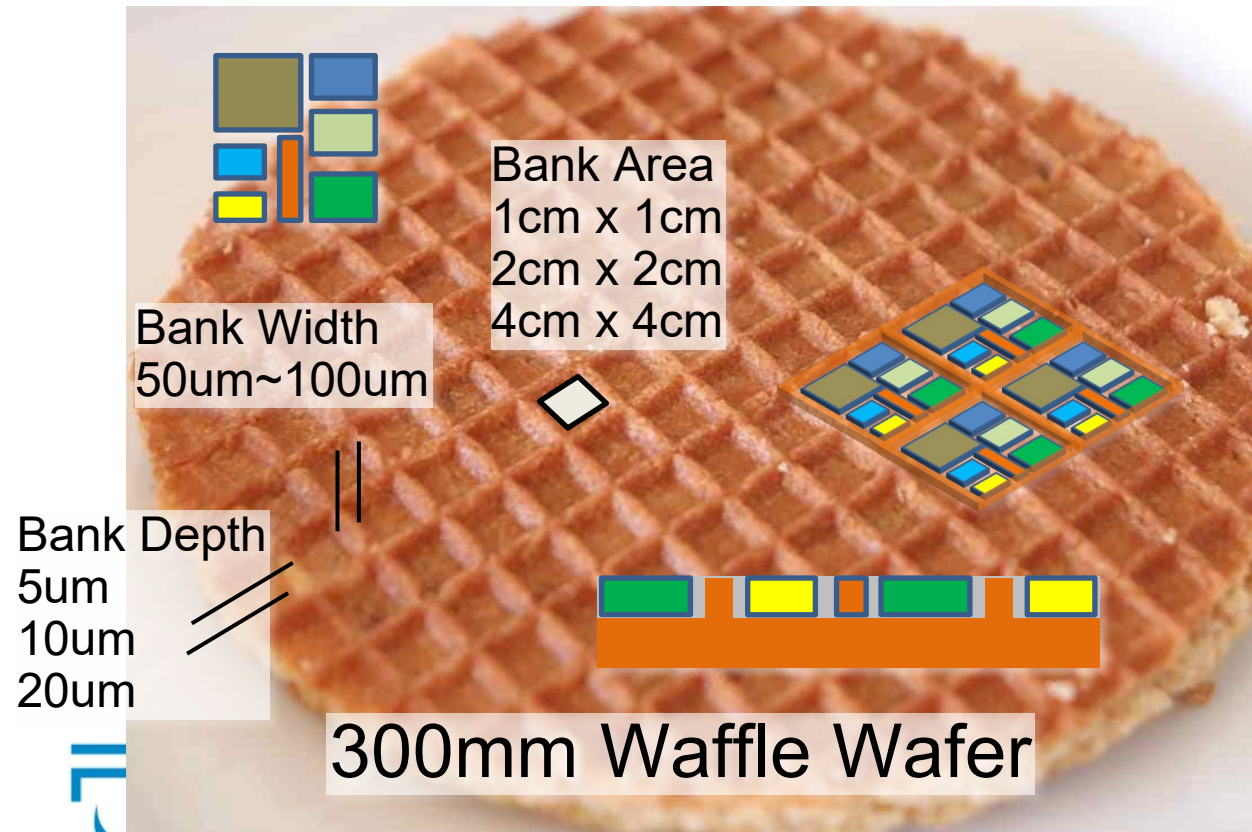 Bank Area
1cm x 1cm
2cm x 2cm
4cm x 4cm
Bank Width
50um~100um
Bank Depth
5um
10um
20um
300mm Waffle Wafer